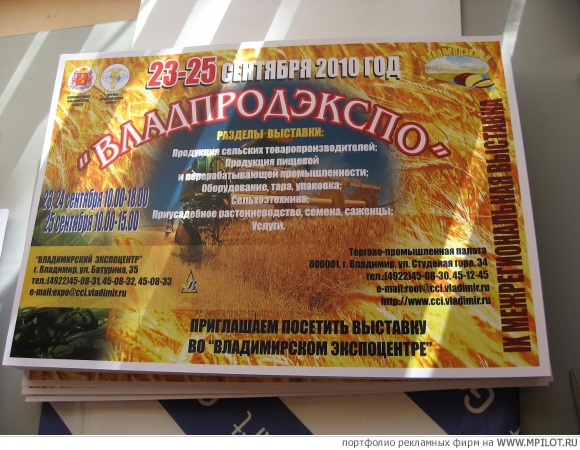 23-25 СЕНТЯБРЯ 2010 ГОД
"ВЛАДПРОДЭКСПО"
РАЗДЕЛЫ ВЫСТАВКИ:
Продукция сельских товаропроизводителей;
Продукция пищевой
и перерабатывающей промышленности;
Оборудование, тара, упаковка;
Сельхозтехника;
Приусадебное растениеводство, семена, саженцы;
Услуги.
23, 24 сентября 10.00-18.00
25 сентября 10.00-15.00
"ВЛАДИМИРСКИЙ ЭКСПОЦЕНТР"
г. Владимир, ул. Батурина, 35
тел.:(4922)45-08-31, 45-08-32, 45-08-33
e-mail:expo@cci.vladimir.ru
Торгово-промышленная палата
600001, г. Владимир, ул. Студеная гора, 34
тел.:(4922)45-08-30, 45-12-45
e-mail:root@cci.vladimir.ru
http://www.cci.vladimir.ru
ПРИГЛАШАЕМ ПОСЕТИТЬ ВЫСТАВКУ
ВО "ВЛАДИМИРСКОМ ЭКСПОЦЕНТРЕ"
IX МЕЖРЕГИОНАЛЬНАЯ ВЫСТАВКА
портфолио рекламных фирм на WWW.MPILOT.RU